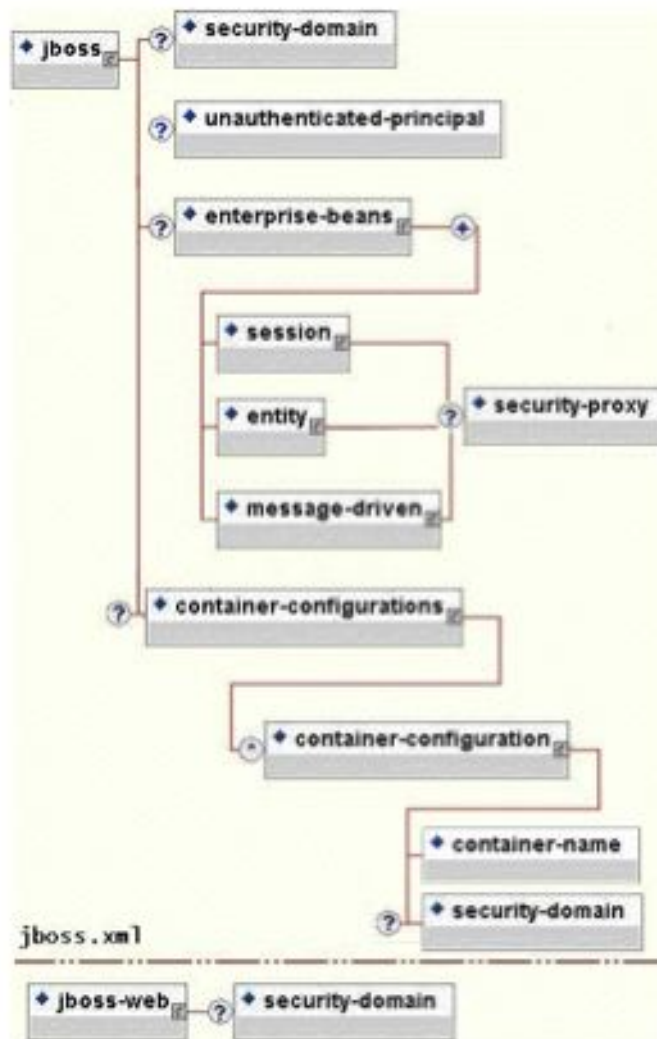 jboss
security-domain
unauthenticated-principal
enterprise-beans
session
entity
security-proxy
message-driven
container-configurations
container-configuration
container-name
security-domain
jboss.xml
jboss-web
security-domain